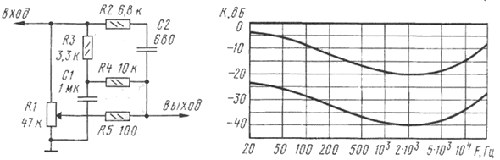 ВХОД
R2 6,8 к
C2
680
R3
3,3 к
R4 10 к
C1
1 мк
R1
47 к
R5 100
ВЫХОД
К, дБ
0
-10
-20
-30
-40
20 50 100 200 500 10³ 2·10³ 5·10³ 10⁴ F, Гц